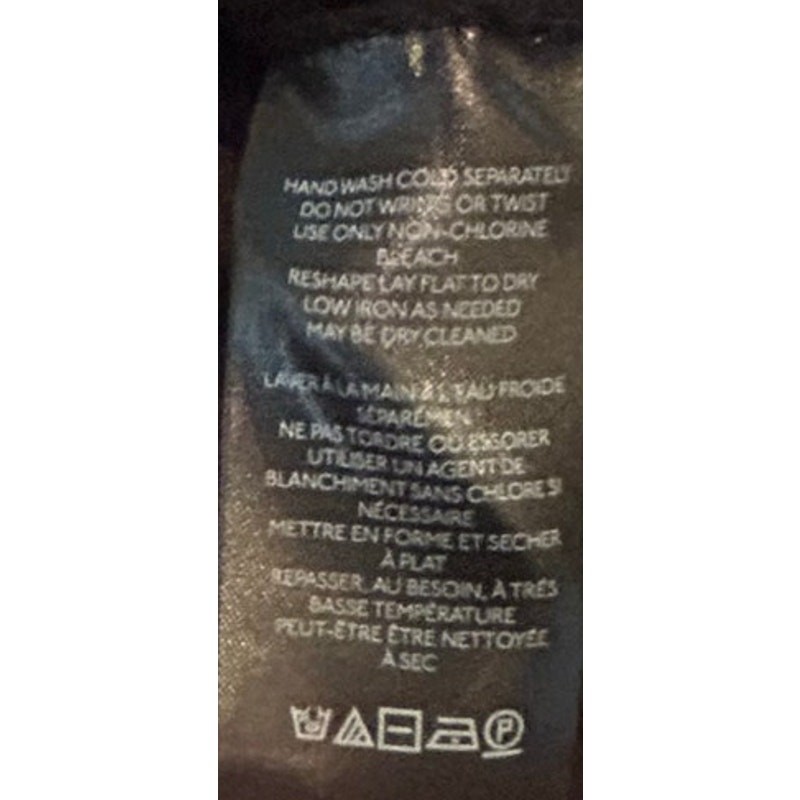 HAND WASH COLD SEPARATELY
DO NOT WRING OR TWIST
USE ONLY NON-CHLORINE
BLEACH
RESHAPE LAY FLAT TO DRY
LOW IRON AS NEEDED
MAY BE DRY CLEANED
LAVER À LA MAIN À L'EAU FROIDE
SÉPARÉMEN
NE PAS TORDRE OU ESSORER
UTILISER UN AGENT DE
BLANCHIMENT SANS CHLORE SI
NÉCESSAIRE
METTRE EN FORME ET SECHER
À PLAT
REPASSER, AU BESOIN, À TRÉS
BASSE TEMPÉRATURE
PEUT-ÊTRE ÊTRE NETTOYÉE
À SEC
P